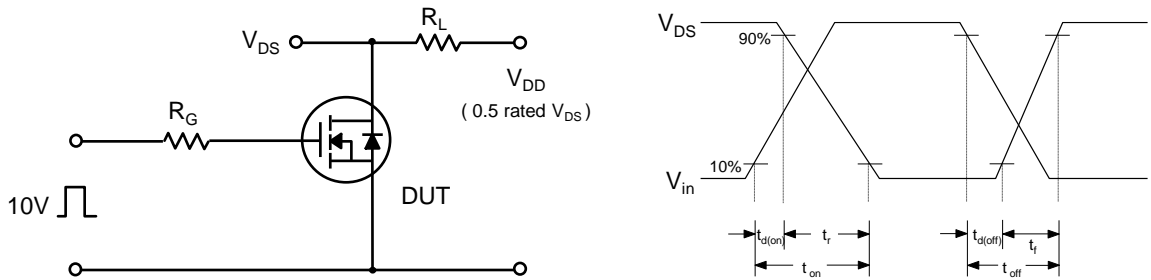 V_DS
R_L
V_DD
( 0.5 rated V_DS )
R_G
DUT
10V
V_DS
90%
10%
V_in
t_d(on)
t_r
t_on
t_d(off)
t_f
t_off